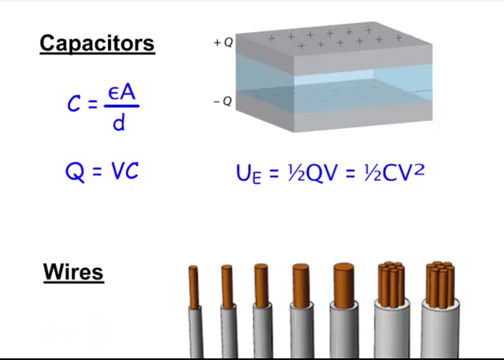 Capacitors
+ Q
C = ϵA / d
– Q
Q = VC
U_E = ½QV = ½CV²
Wires